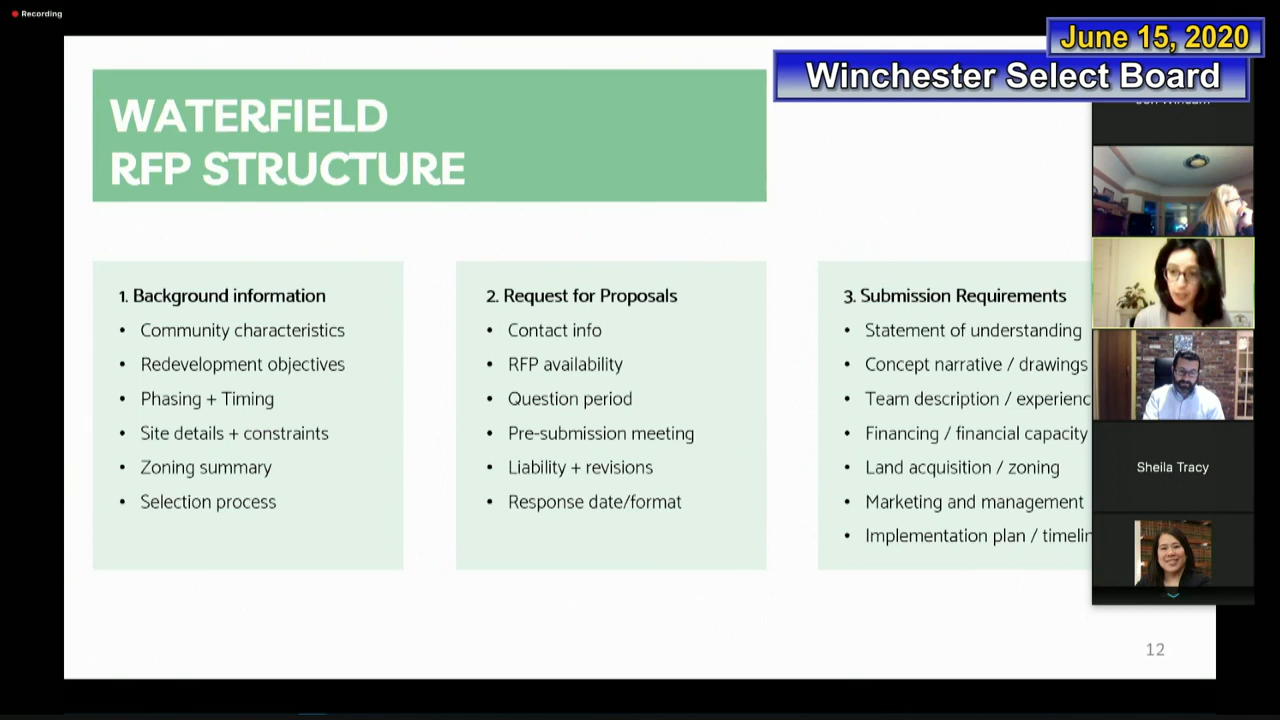 Recording
June 15, 2020
Winchester Select Board
WATERFIELD
RFP STRUCTURE
1. Background information
• Community characteristics
• Redevelopment objectives
• Phasing + Timing
• Site details + constraints
• Zoning summary
• Selection process
2. Request for Proposals
• Contact info
• RFP availability
• Question period
• Pre-submission meeting
• Liability + revisions
• Response date/format
3. Submission Requirements
• Statement of understanding
• Concept narrative / drawings
• Team description / experienc
• Financing / financial capacity
• Land acquisition / zoning
• Marketing and management
• Implementation plan / timelin
Sheila Tracy
12